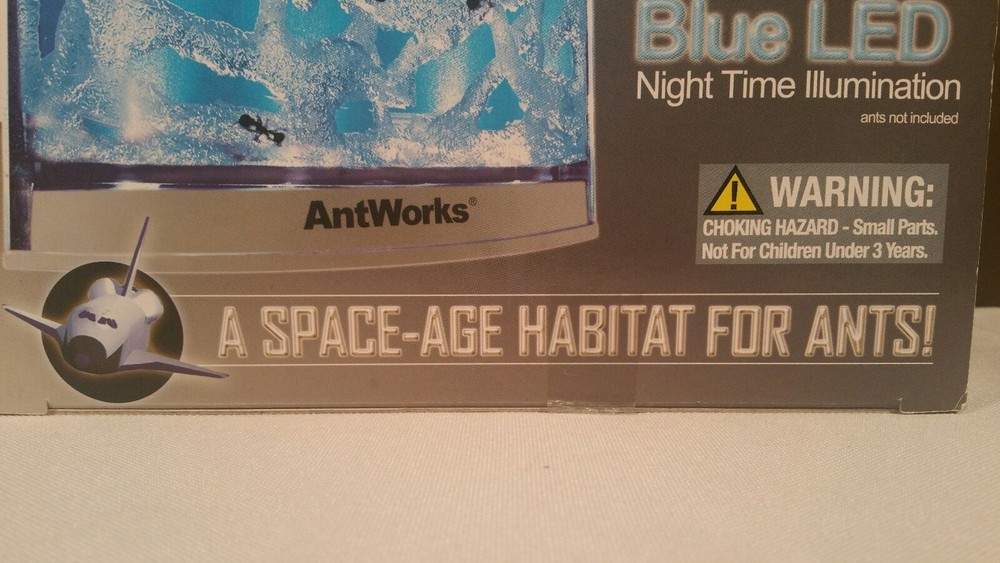 Blue LED
Night Time Illumination
ants not included
AntWorks®
WARNING:
CHOKING HAZARD - Small Parts.
Not For Children Under 3 Years.
A SPACE-AGE HABITAT FOR ANTS!